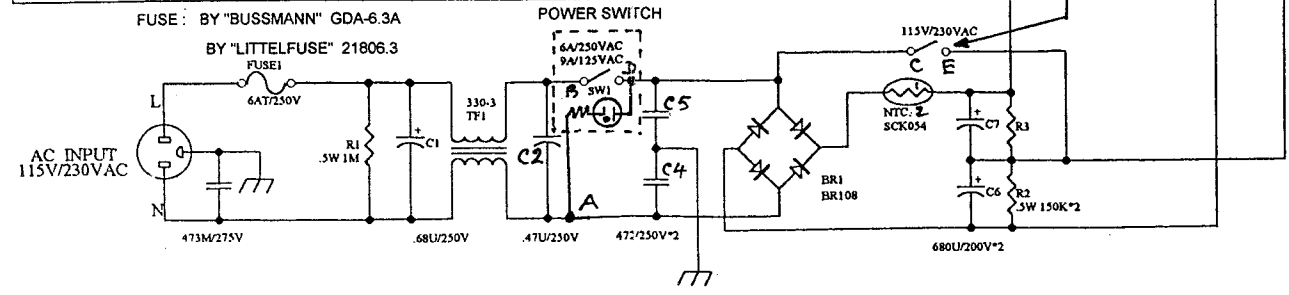 FUSE : BY "BUSSMANN" GDA-6.3A
BY "LITTELFUSE" 21806.3
POWER SWITCH
6A/250VAC
9A/125VAC
SW1
B
D
A
FUSE1
6AT/250V
L
N
AC INPUT
115V/230VAC
473M/275V
R1
.5W 1M
+
C1
.68U/250V
330-3
TF1
C2
.47U/250V
C5
C4
472/250V*2
BR1
BR108
115V/230VAC
C
E
NTC. 2
SCK054
+
C7
R3
+
C6
R2
.5W 150K*2
680U/200V*2